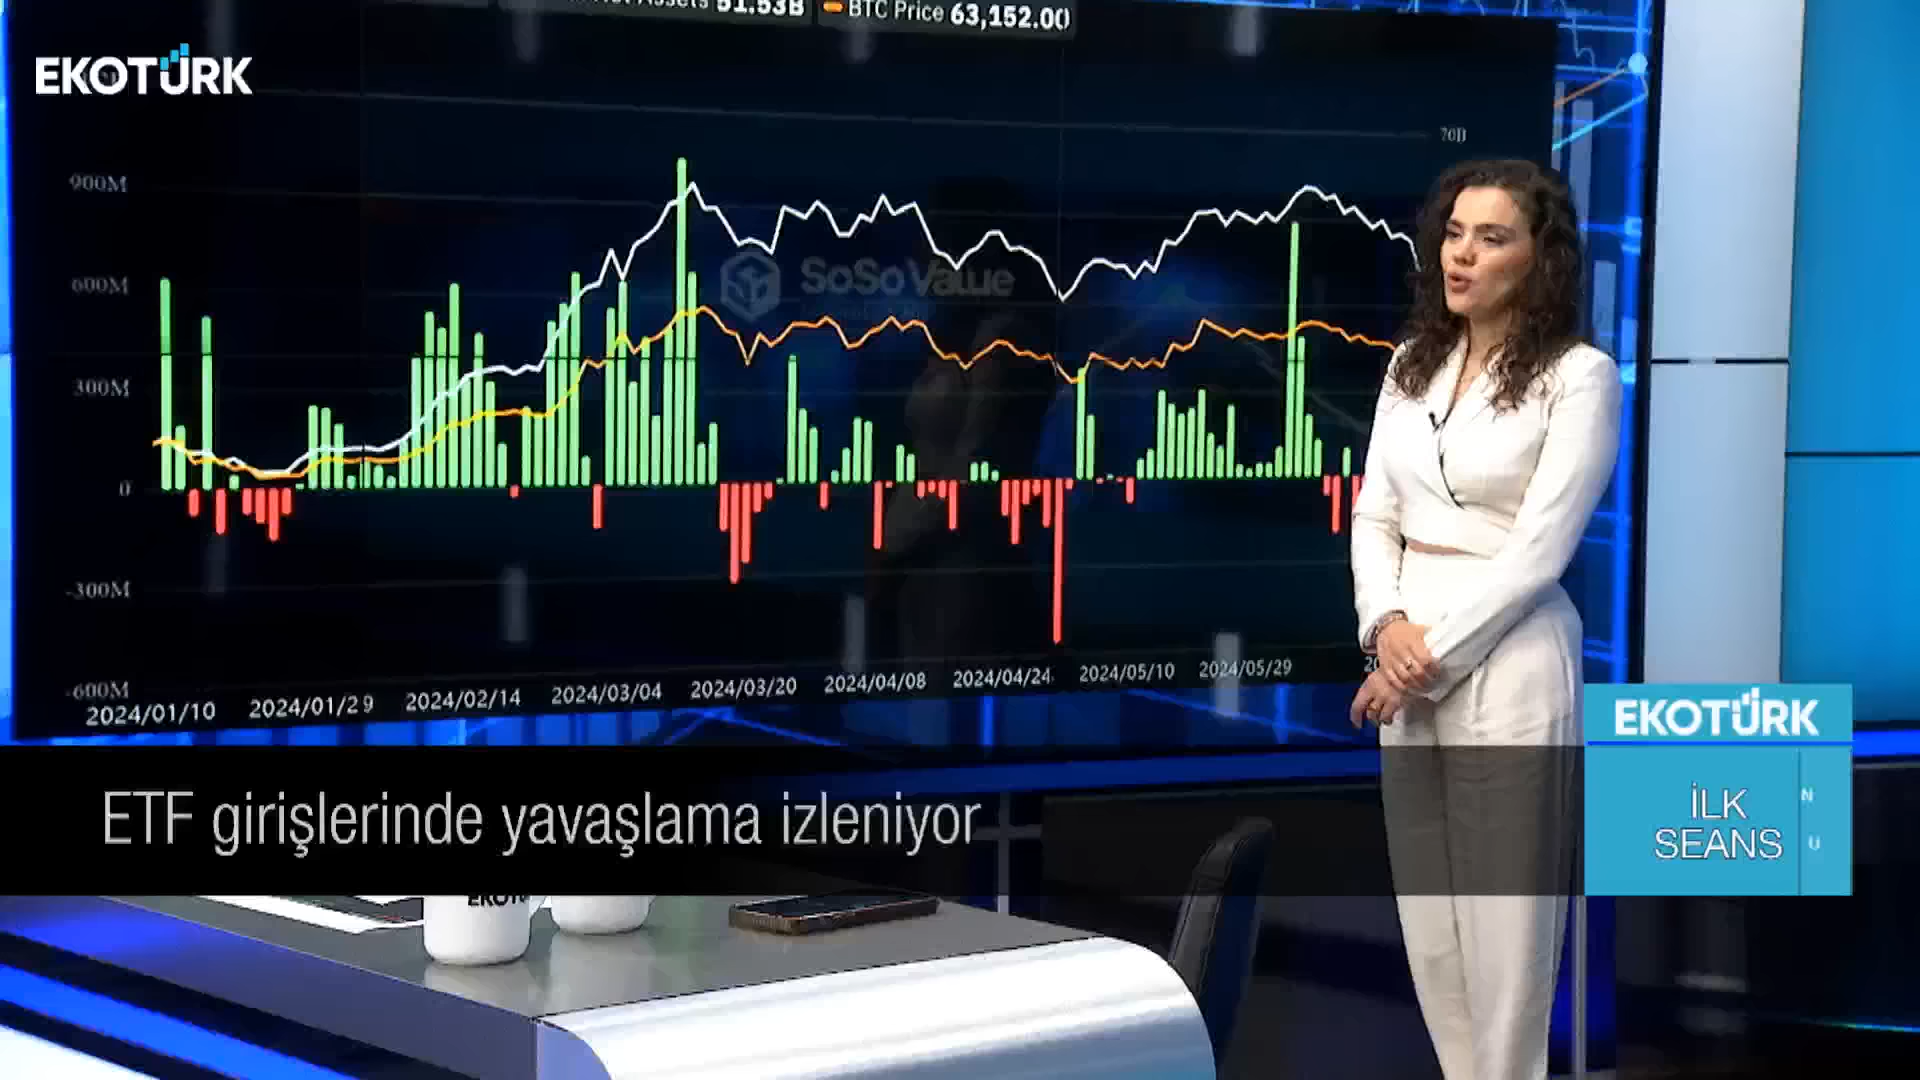 Assets 51.53B BTC Price 63,152.00
EKOTÜRK
70B
900M
600M
SoSoValue
300M
0
-300M
-600M
2024/01/10 2024/01/29 2024/02/14 2024/03/04 2024/03/20 2024/04/08 2024/04/24 2024/05/10 2024/05/29
EKOTÜRK
ETF girişlerinde yavaşlama izleniyor
İLK
SEANS
N
U